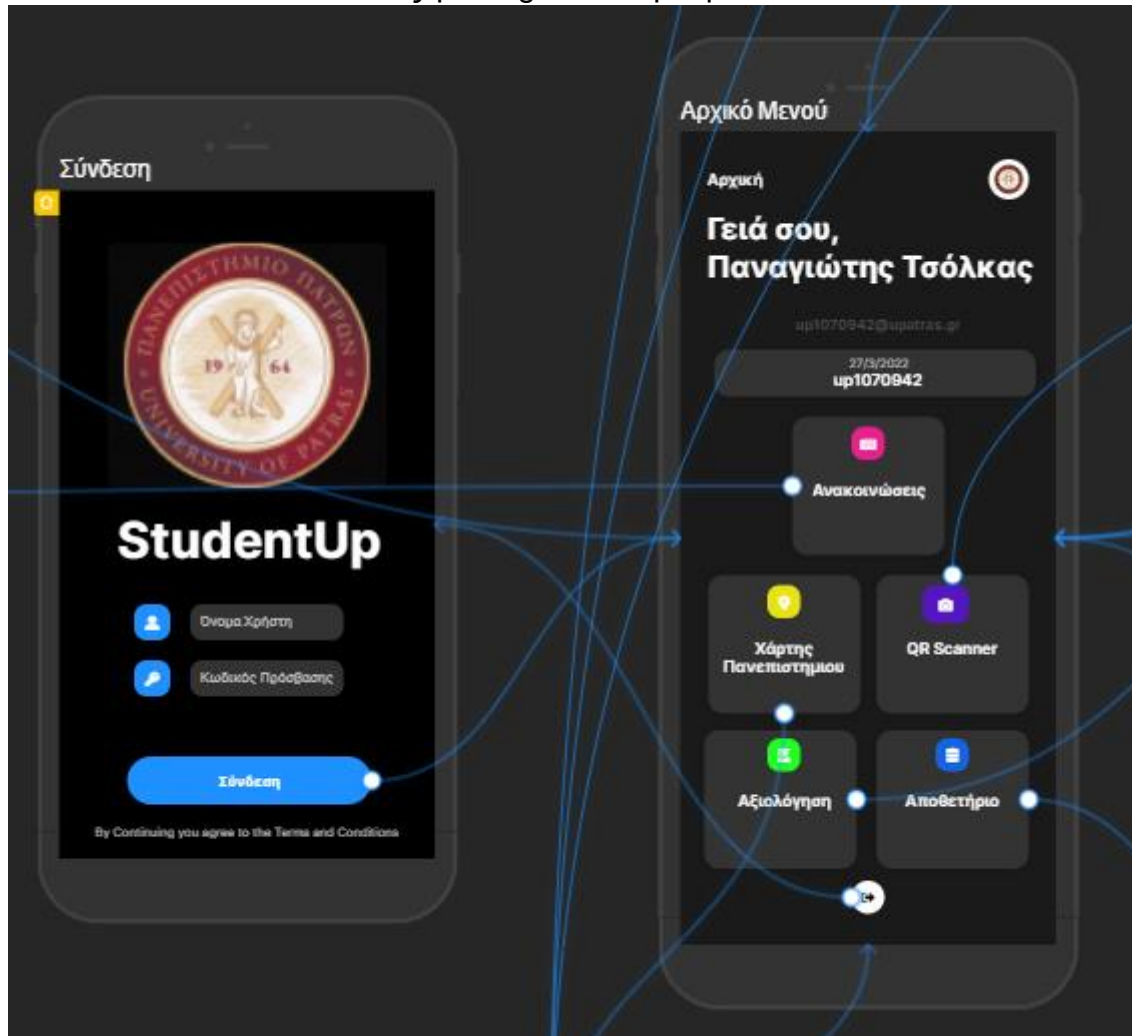 Σύνδεση
ΠΑΝΕΠΙΣΤΗΜΙΟ ΠΑΤΡΩΝ
19 64
UNIVERSITY OF PATRAS
StudentUp
Όνομα Χρήστη
Κωδικός Πρόσβασης
Σύνδεση
By Continuing you agree to the Terms and Conditions
Αρχικό Μενού
Αρχική
Γειά σου,
Παναγιώτης Τσόλκας
up1070942@upatras.gr
27/3/2022
up1070942
Ανακοινώσεις
Χάρτης
Πανεπιστημιου
QR Scanner
Αξιολόγηση
Αποθετήριο